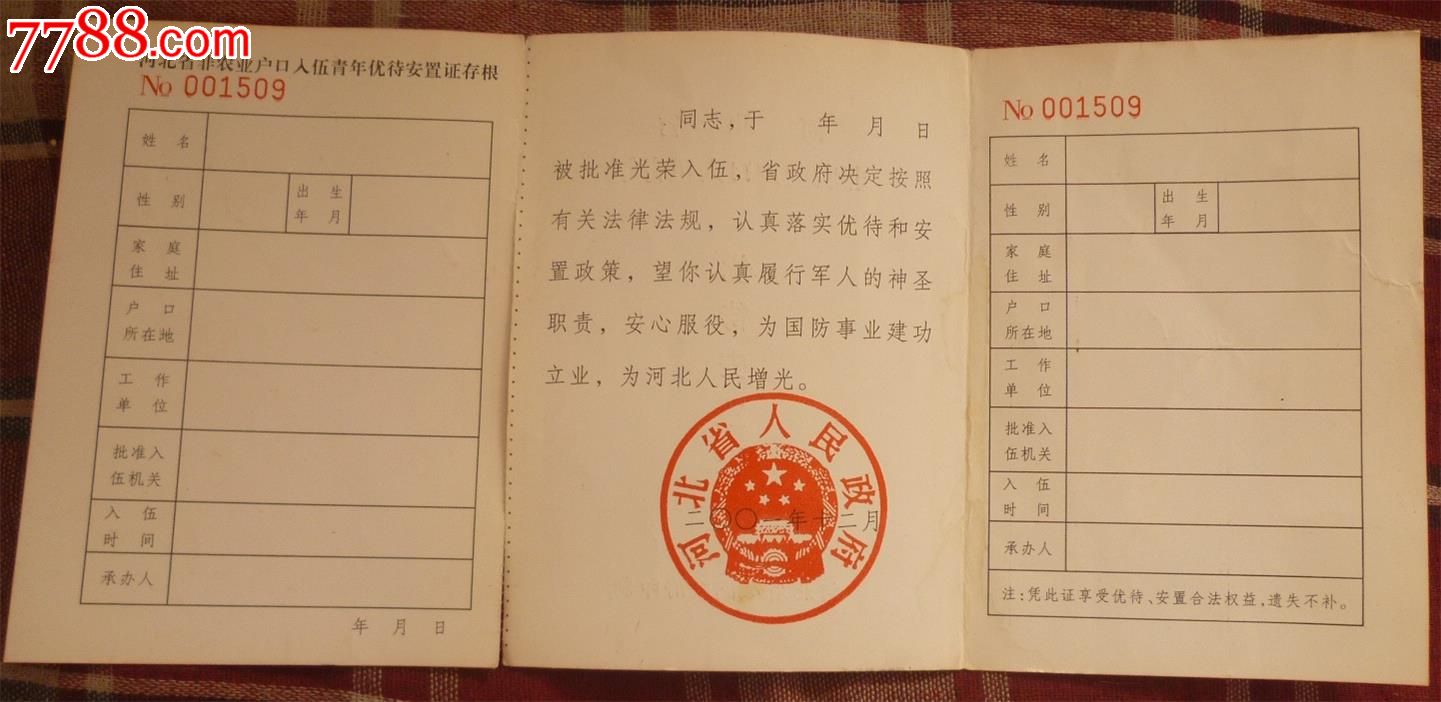 7788.com
河北省非农业户口入伍青年优待安置证存根
No 001509
姓 名
性 别
出 生
年 月
家 庭
住 址
户 口
所在地
工 作
单 位
批准入
伍机关
入 伍
时 间
承办人
年 月 日
同志，于 年 月 日
被批准光荣入伍，省政府决定按照
有关法律法规，认真落实优待和安
置政策，望你认真履行军人的神圣
职责，安心服役，为国防事业建功
立业，为河北人民增光。
河北省人民政府
二〇〇一年十二月
No 001509
姓 名
性 别
出 生
年 月
家 庭
住 址
户 口
所在地
工 作
单 位
批准入
伍机关
入 伍
时 间
承办人
注：凭此证享受优待、安置合法权益，遗失不补。